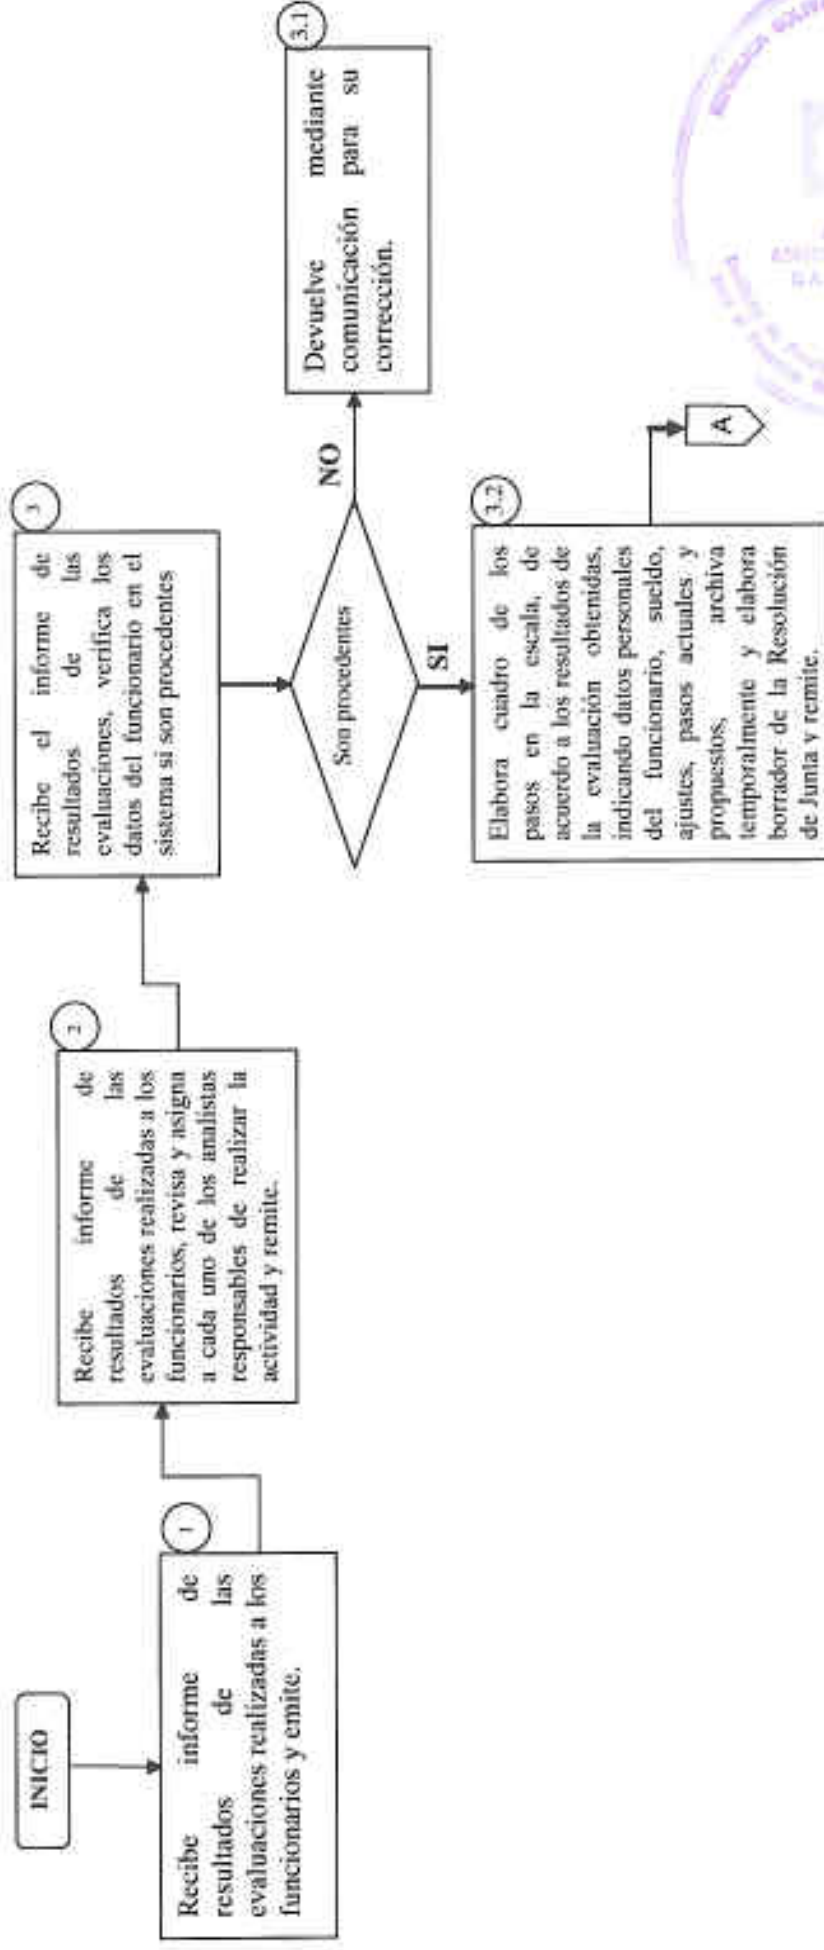 INICIO
1
Recibe informe de
resultados de las
evaluaciones realizadas a los
funcionarios y emite.
2
Recibe informe de
resultados de las
evaluaciones realizadas a los
funcionarios, revisa y asigna
a cada uno de los analistas
responsables de realizar la
actividad y remite.
3
Recibe el informe de
resultados de las
evaluaciones, verifica los
datos del funcionario en el
sistema si son procedentes
Son procedentes
NO
3.1
Devuelve mediante
comunicación para su
corrección.
SI
3.2
Elabora cuadro de los
pasos en la escala, de
acuerdo a los resultados de
la evaluación obtenidas,
indicando datos personales
del funcionario, sueldo,
ajustes, pasos actuales y
propuestos, archiva
temporalmente y elabora
borrador de la Resolución
de Junta y remite.
A